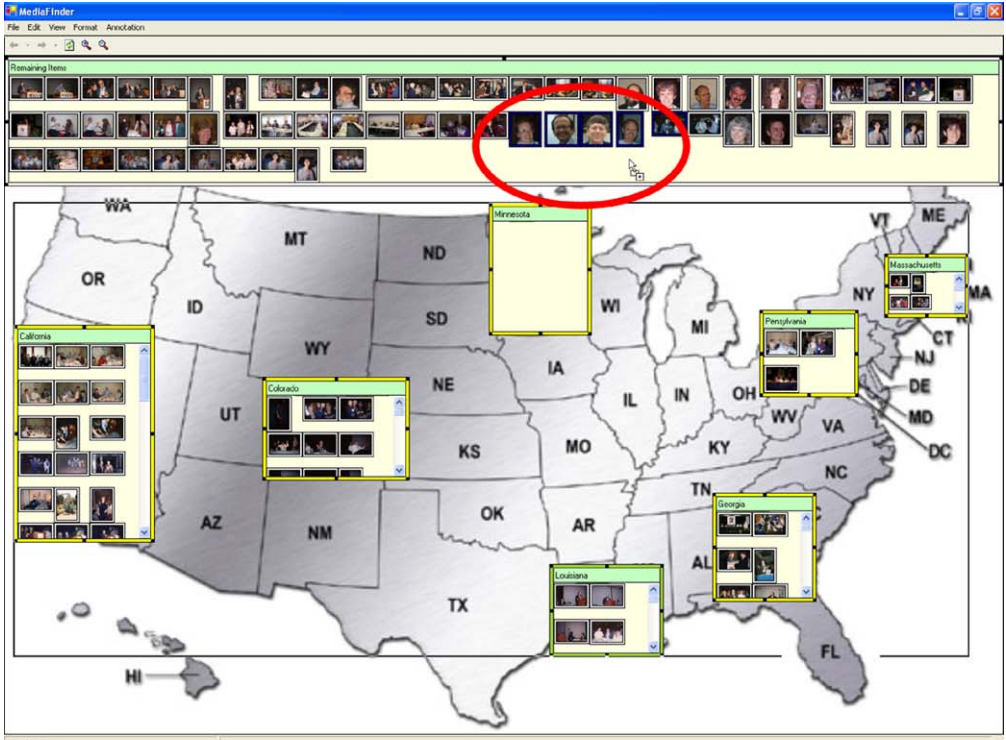 MediaFinder
File Edit View Format Annotation
Remaining Items
WA
MT
ND
Minnesota
VT
ME
OR
ID
SD
WI
MI
NY
Massachusetts
MA
California
WY
Pensylvania
CT
NJ
Colorado
NE
IA
IL
IN
OH
DE
MD
DC
UT
KS
MO
KY
WV
VA
NC
AZ
NM
OK
AR
TN
Georgia
AL
Louisiana
TX
FL
HI